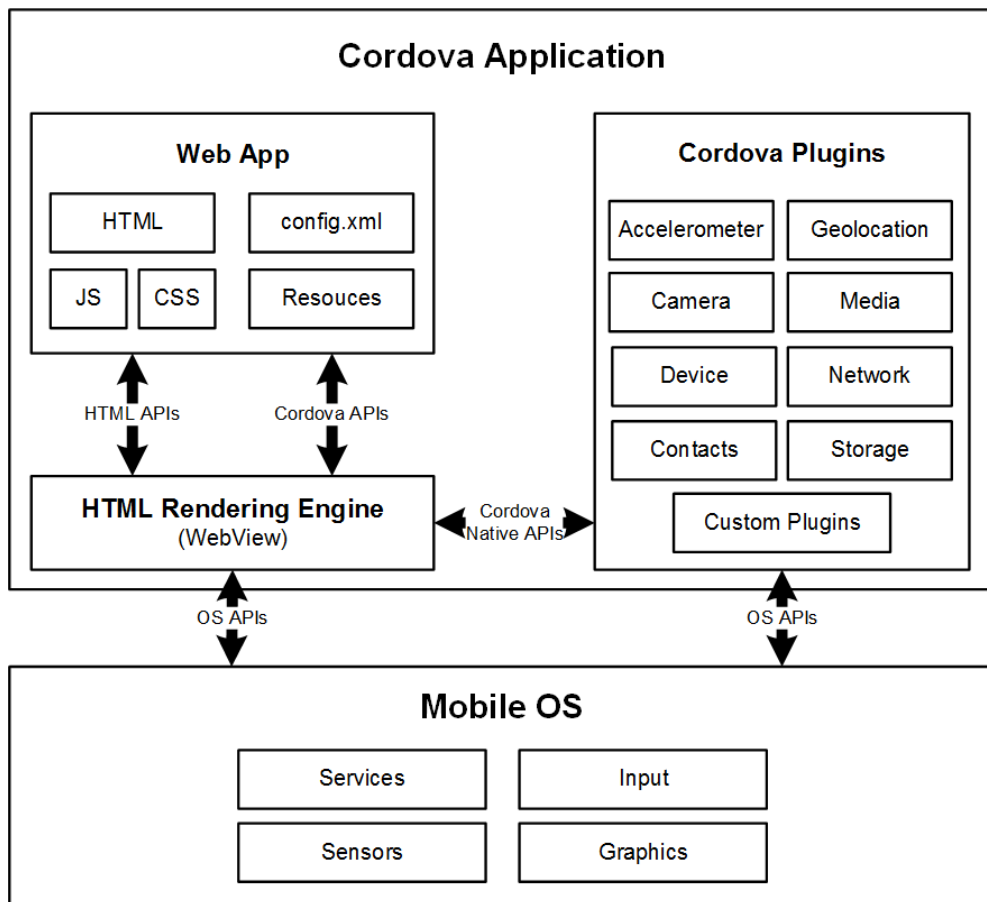 Cordova Application
Web App
HTML
config.xml
JS
CSS
Resouces
HTML APIs
Cordova APIs
HTML Rendering Engine
(WebView)
Cordova
Native APIs
Cordova Plugins
Accelerometer
Geolocation
Camera
Media
Device
Network
Contacts
Storage
Custom Plugins
OS APIs
OS APIs
Mobile OS
Services
Input
Sensors
Graphics